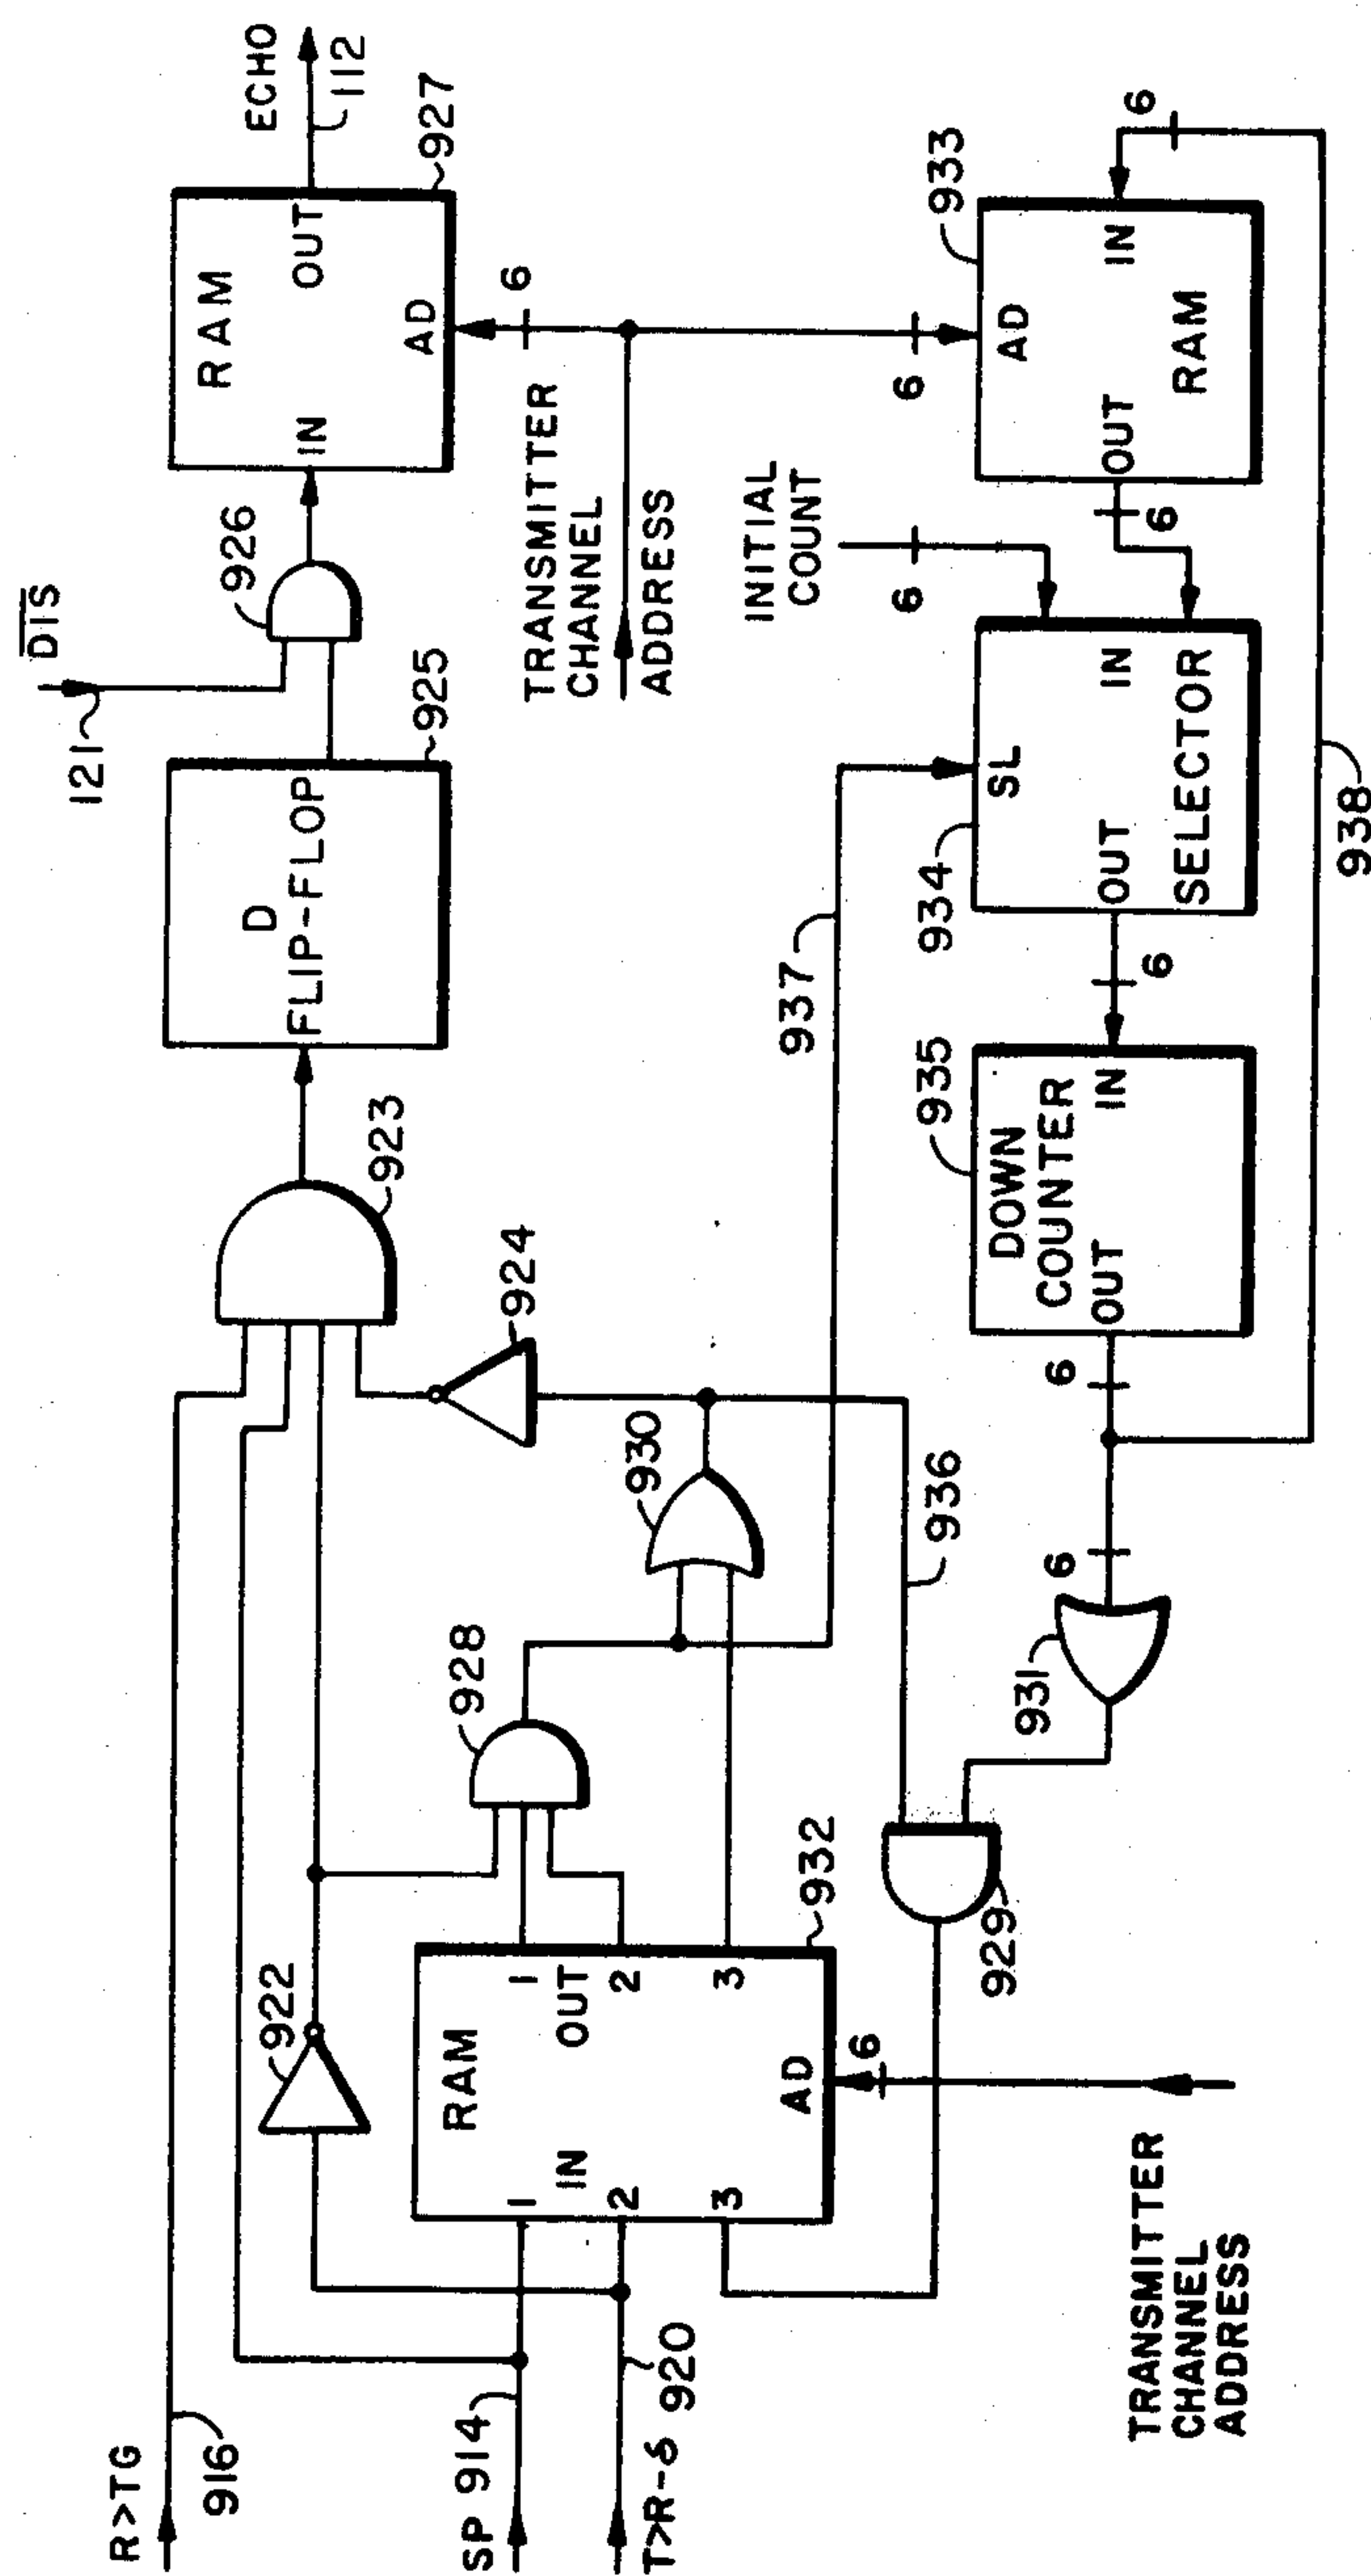 R>TG
916
SP 914
T>R-δ
920
922
RAM
IN
OUT
1
2
3
1
2
3
AD
932
6
TRANSMITTER
CHANNEL
ADDRESS
928
930
924
923
D
FLIP-FLOP
925
121
DIS
926
RAM
IN
OUT
AD
927
ECHO
112
6
TRANSMITTER
CHANNEL
ADDRESS
6
929
936
931
6
6
937
DOWN
COUNTER
OUT
IN
935
6
SL
OUT
IN
SELECTOR
934
INITIAL
COUNT
6
6
AD
OUT
IN
RAM
933
6
938